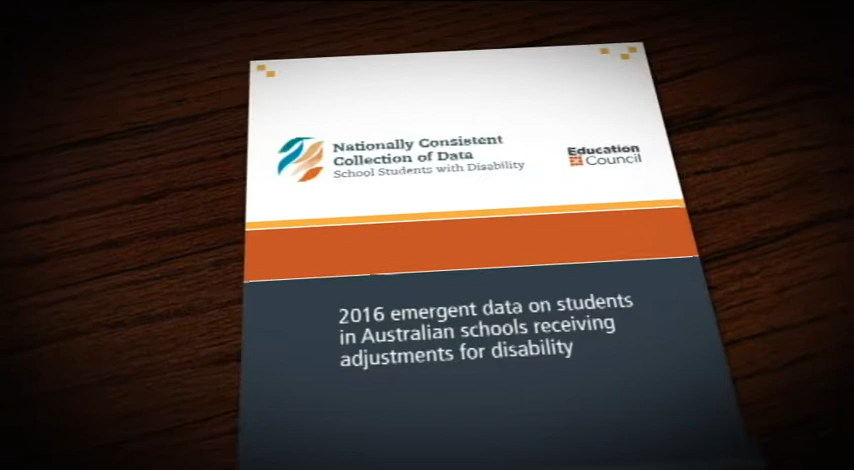 Nationally Consistent
Collection of Data
School Students with Disability
Education
Council
2016 emergent data on students
in Australian schools receiving
adjustments for disability